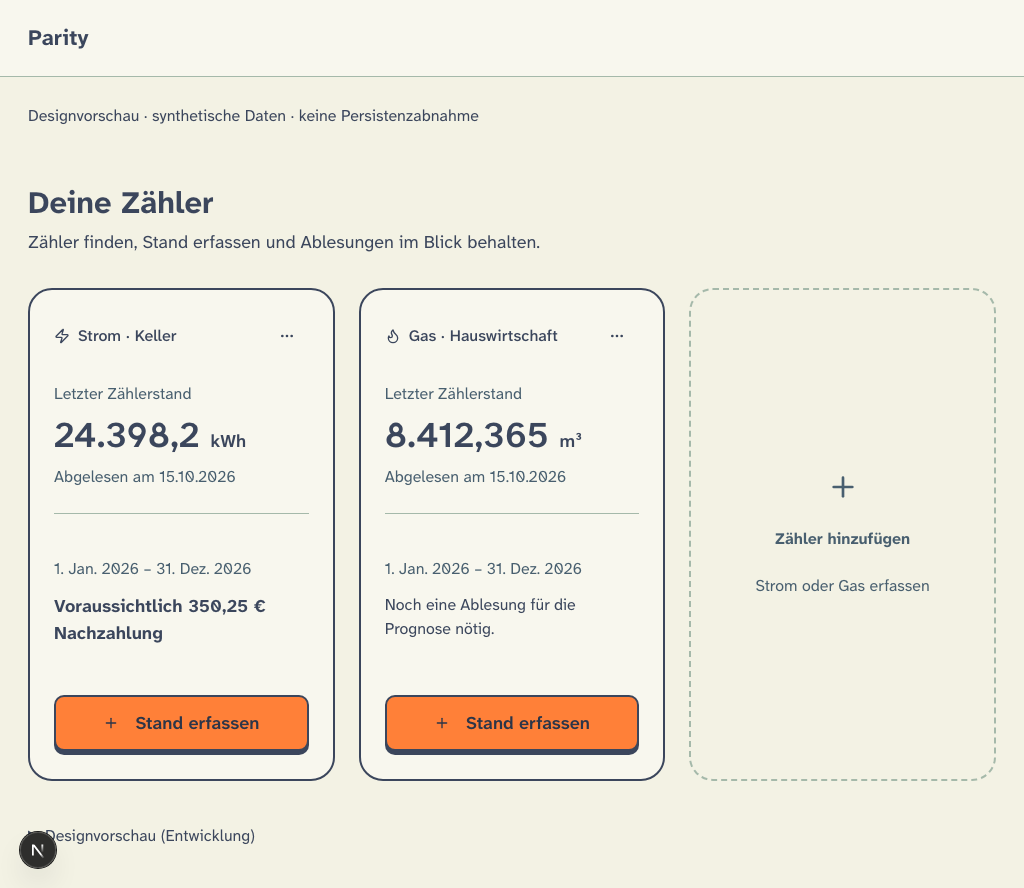 Parity
Designvorschau · synthetische Daten · keine Persistenzabnahme
Deine Zähler
Zähler finden, Stand erfassen und Ablesungen im Blick behalten.
Strom · Keller
Letzter Zählerstand
24.398,2 kWh
Abgelesen am 15.10.2026
1. Jan. 2026 – 31. Dez. 2026
Voraussichtlich 350,25 €
Nachzahlung
+ Stand erfassen
Gas · Hauswirtschaft
Letzter Zählerstand
8.412,365 m³
Abgelesen am 15.10.2026
1. Jan. 2026 – 31. Dez. 2026
Noch eine Ablesung für die
Prognose nötig.
+ Stand erfassen
Zähler hinzufügen
Strom oder Gas erfassen
Designvorschau (Entwicklung)
N